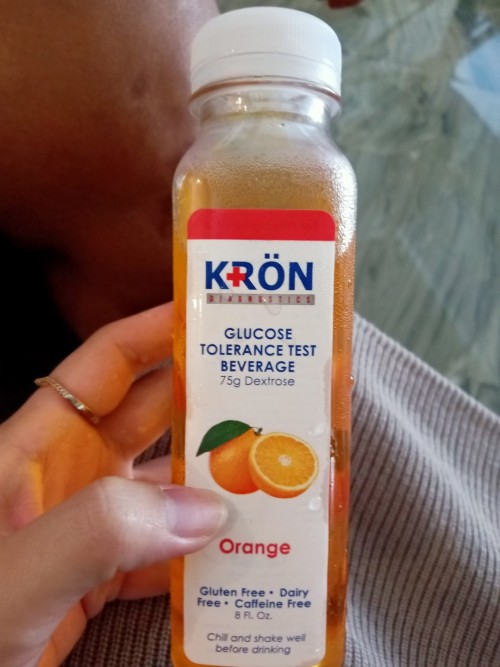 KRÖN
DIAGNOSTICS
GLUCOSE
TOLERANCE TEST
BEVERAGE
75g Dextrose
Orange
Gluten Free • Dairy
Free • Caffeine Free
8 Fl. Oz.
Chill and shake well
before drinking